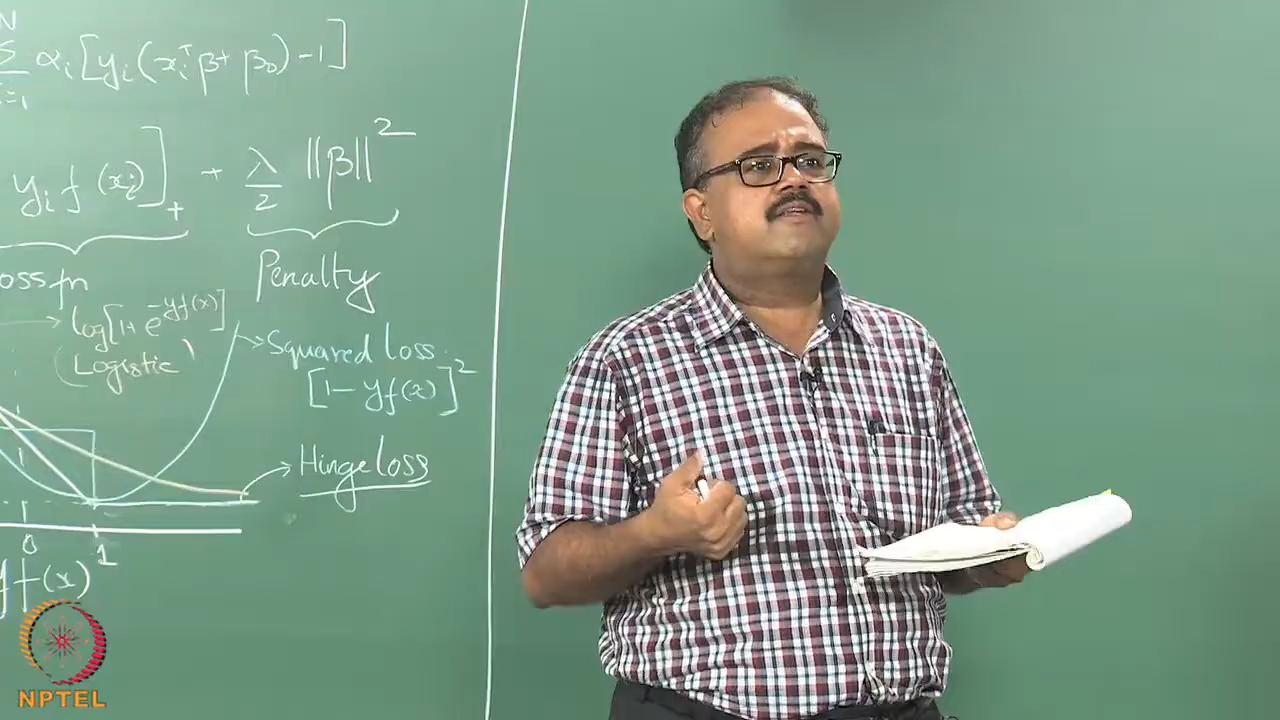 N
Σ αi[yi(xiᵀβ + β0) - 1]
i=1
yi f(xi)]+ + λ/2 ||β||²
oss fn Penalty
→ log[1 + e^-yf(x)]
(Logistic)
Squared loss
[1 - yf(x)]²
1
1
Hinge loss
0 1
yf(x)
NPTEL